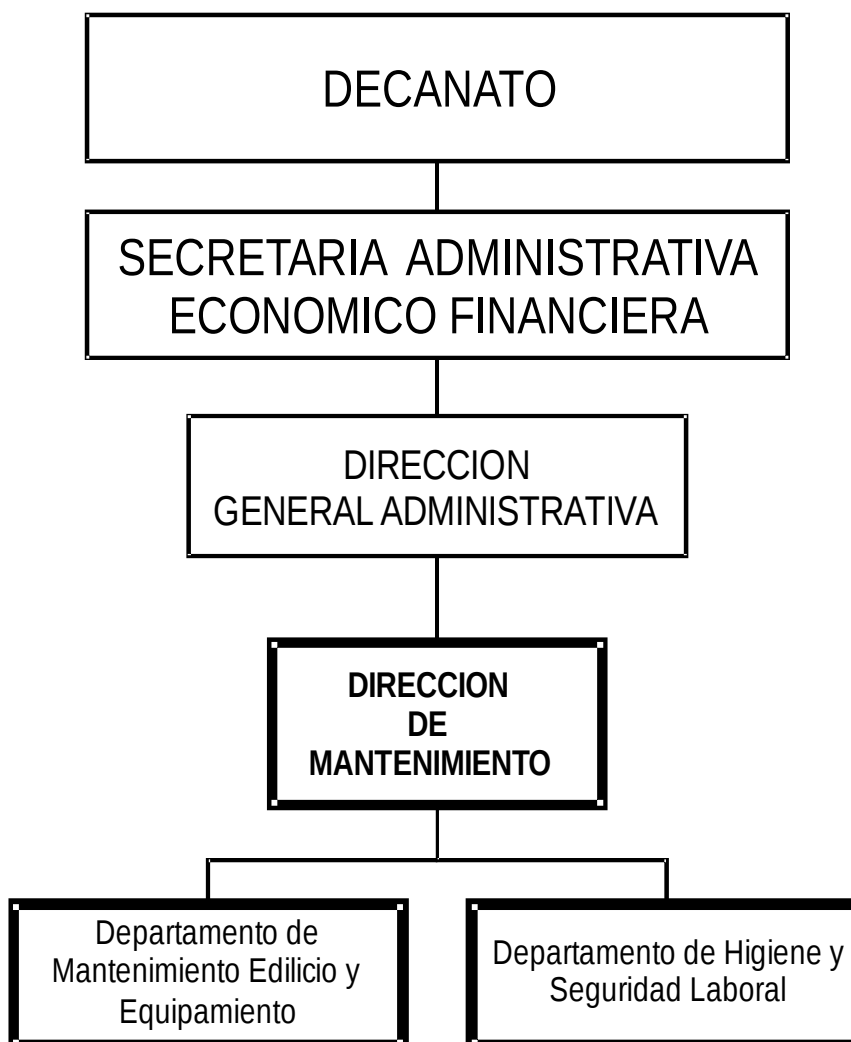 DECANATO
SECRETARIA ADMINISTRATIVA
ECONOMICO FINANCIERA
DIRECCION
GENERAL ADMINISTRATIVA
DIRECCION
DE
MANTENIMIENTO
Departamento de
Mantenimiento Edilicio y
Equipamiento
Departamento de Higiene y
Seguridad Laboral